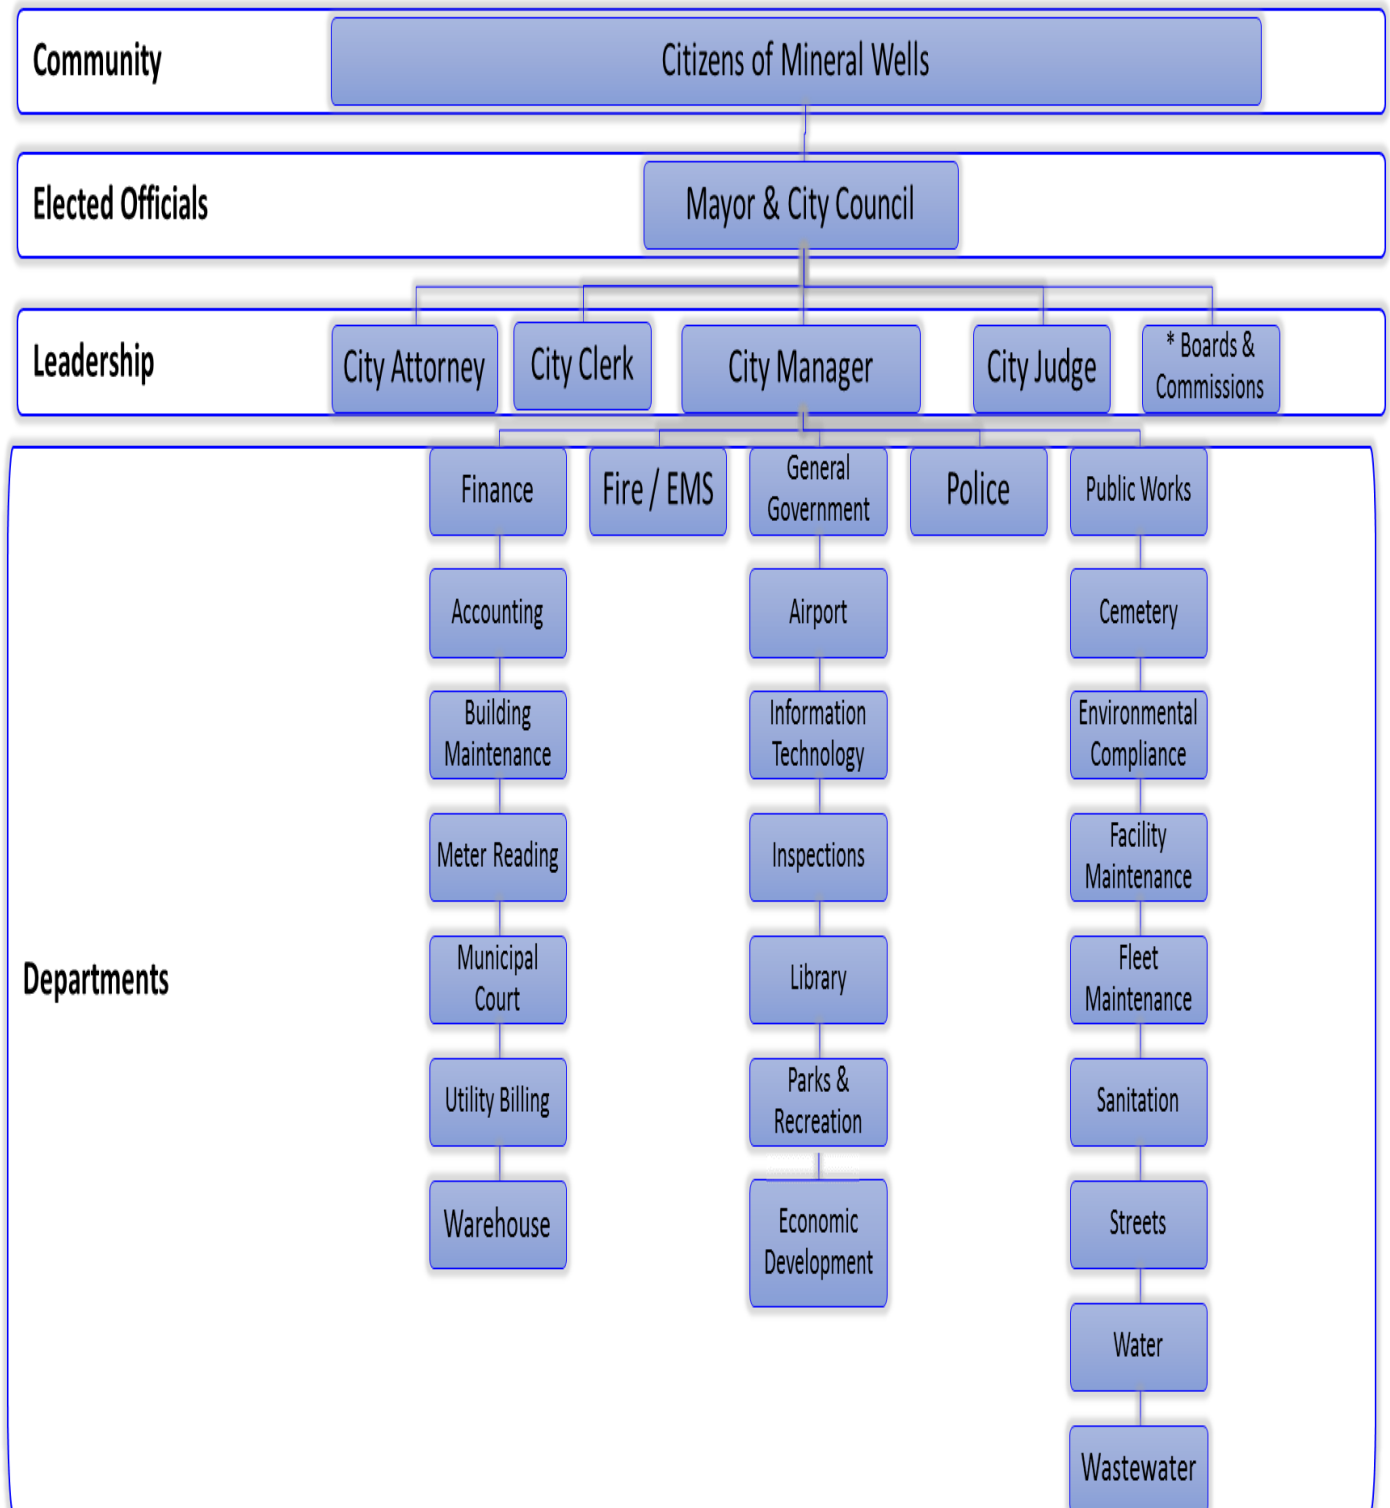 Community
Citizens of Mineral Wells
Elected Officials
Mayor & City Council
Leadership
City Attorney
City Clerk
City Manager
City Judge
* Boards &
Commissions
Departments
Finance
Fire / EMS
General
Government
Police
Public Works
Accounting
Airport
Cemetery
Building
Maintenance
Information
Technology
Environmental
Compliance
Meter Reading
Inspections
Facility
Maintenance
Municipal
Court
Library
Fleet
Maintenance
Utility Billing
Parks &
Recreation
Sanitation
Warehouse
Economic
Development
Streets
Water
Wastewater